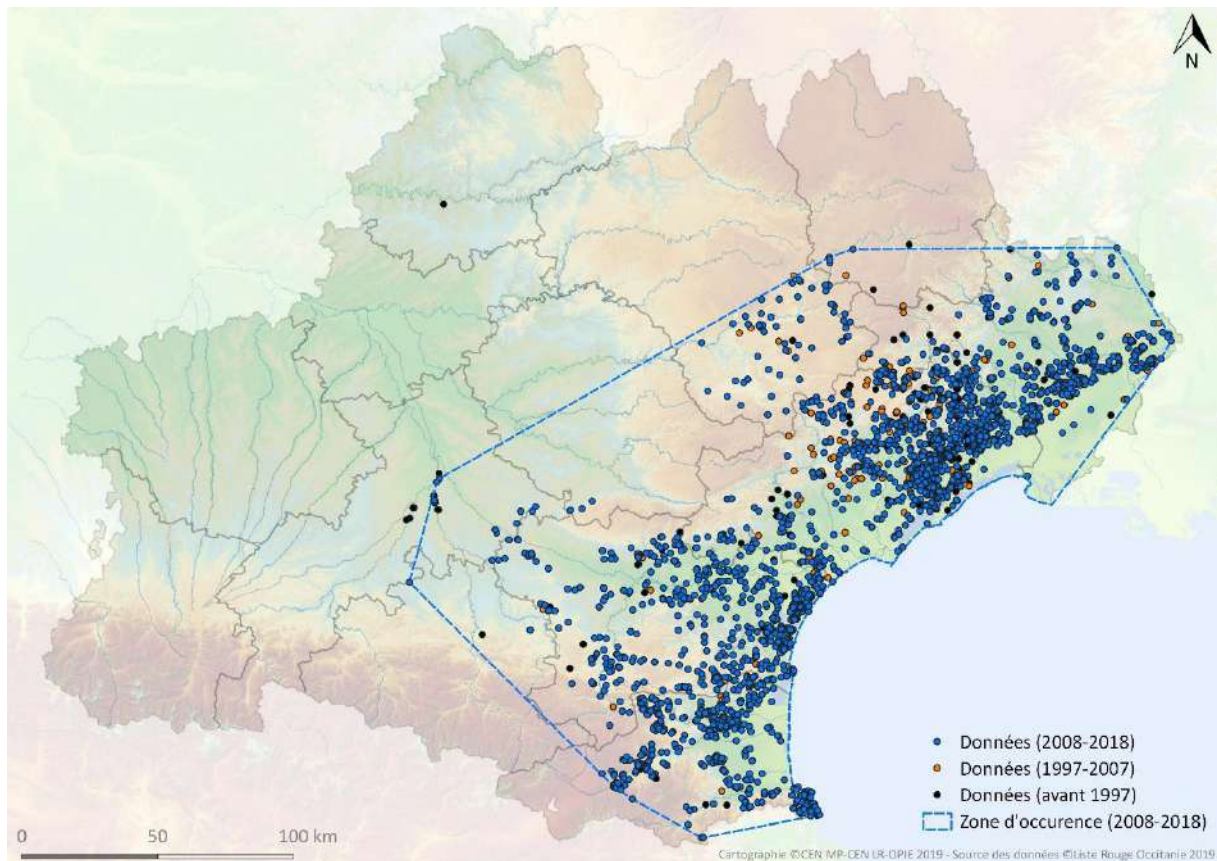 N
Données (2008-2018)
Données (1997-2007)
Données (avant 1997)
Zone d'occurence (2008-2018)
0 50 100 km
Cartographie ©CEN MP-CEN LR-OPIE 2019 - Source des données ©Liste Rouge Occitanie 2019